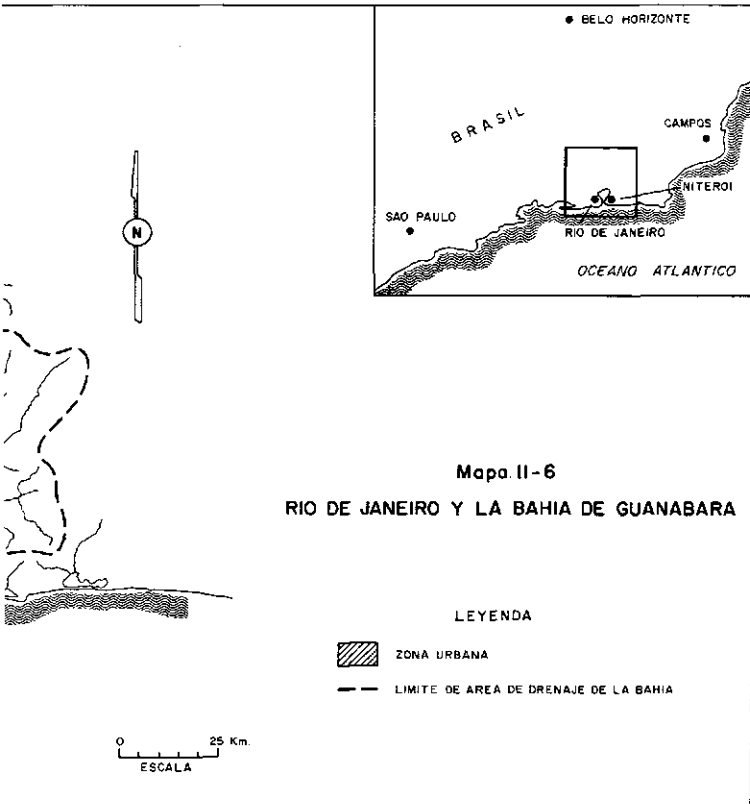 BELO HORIZONTE
BRASIL
CAMPOS
NITEROI
SAO PAULO
RIO DE JANEIRO
OCEANO ATLANTICO
N
Mapa II-6
RIO DE JANEIRO Y LA BAHIA DE GUANABARA
LEYENDA
ZONA URBANA
LIMITE DE AREA DE DRENAJE DE LA BAHIA
0 25 Km.
ESCALA